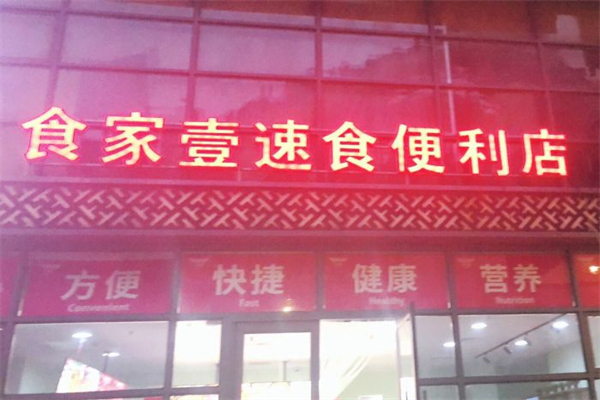 食家壹速食便利店
方便 快捷 健康 营养
Convenient Fast Healthy Nutrition